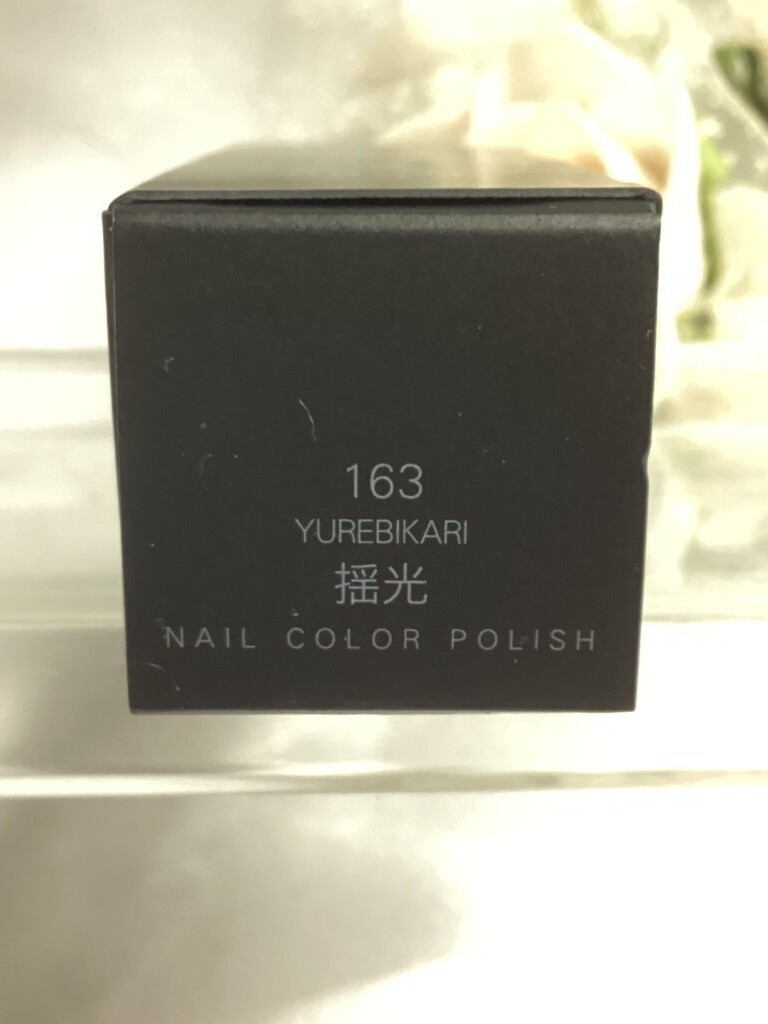 163
YUREBIKARI
揺光
NAIL COLOR POLISH